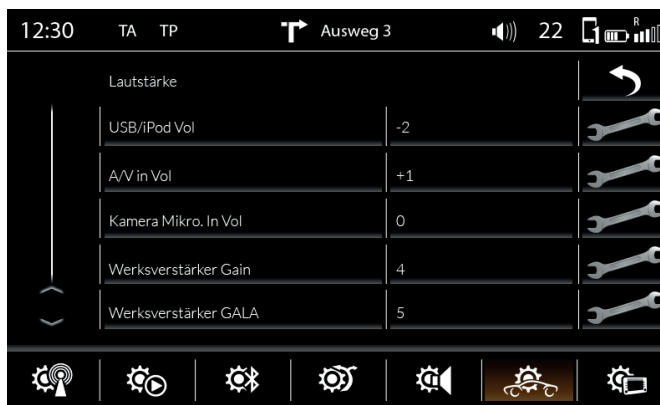 12:30 TA TP Ausweg 3 22 1 R
Lautstärke
USB/iPod Vol -2
A/V in Vol +1
Kamera Mikro. In Vol 0
Werksverstärker Gain 4
Werksverstärker GALA 5